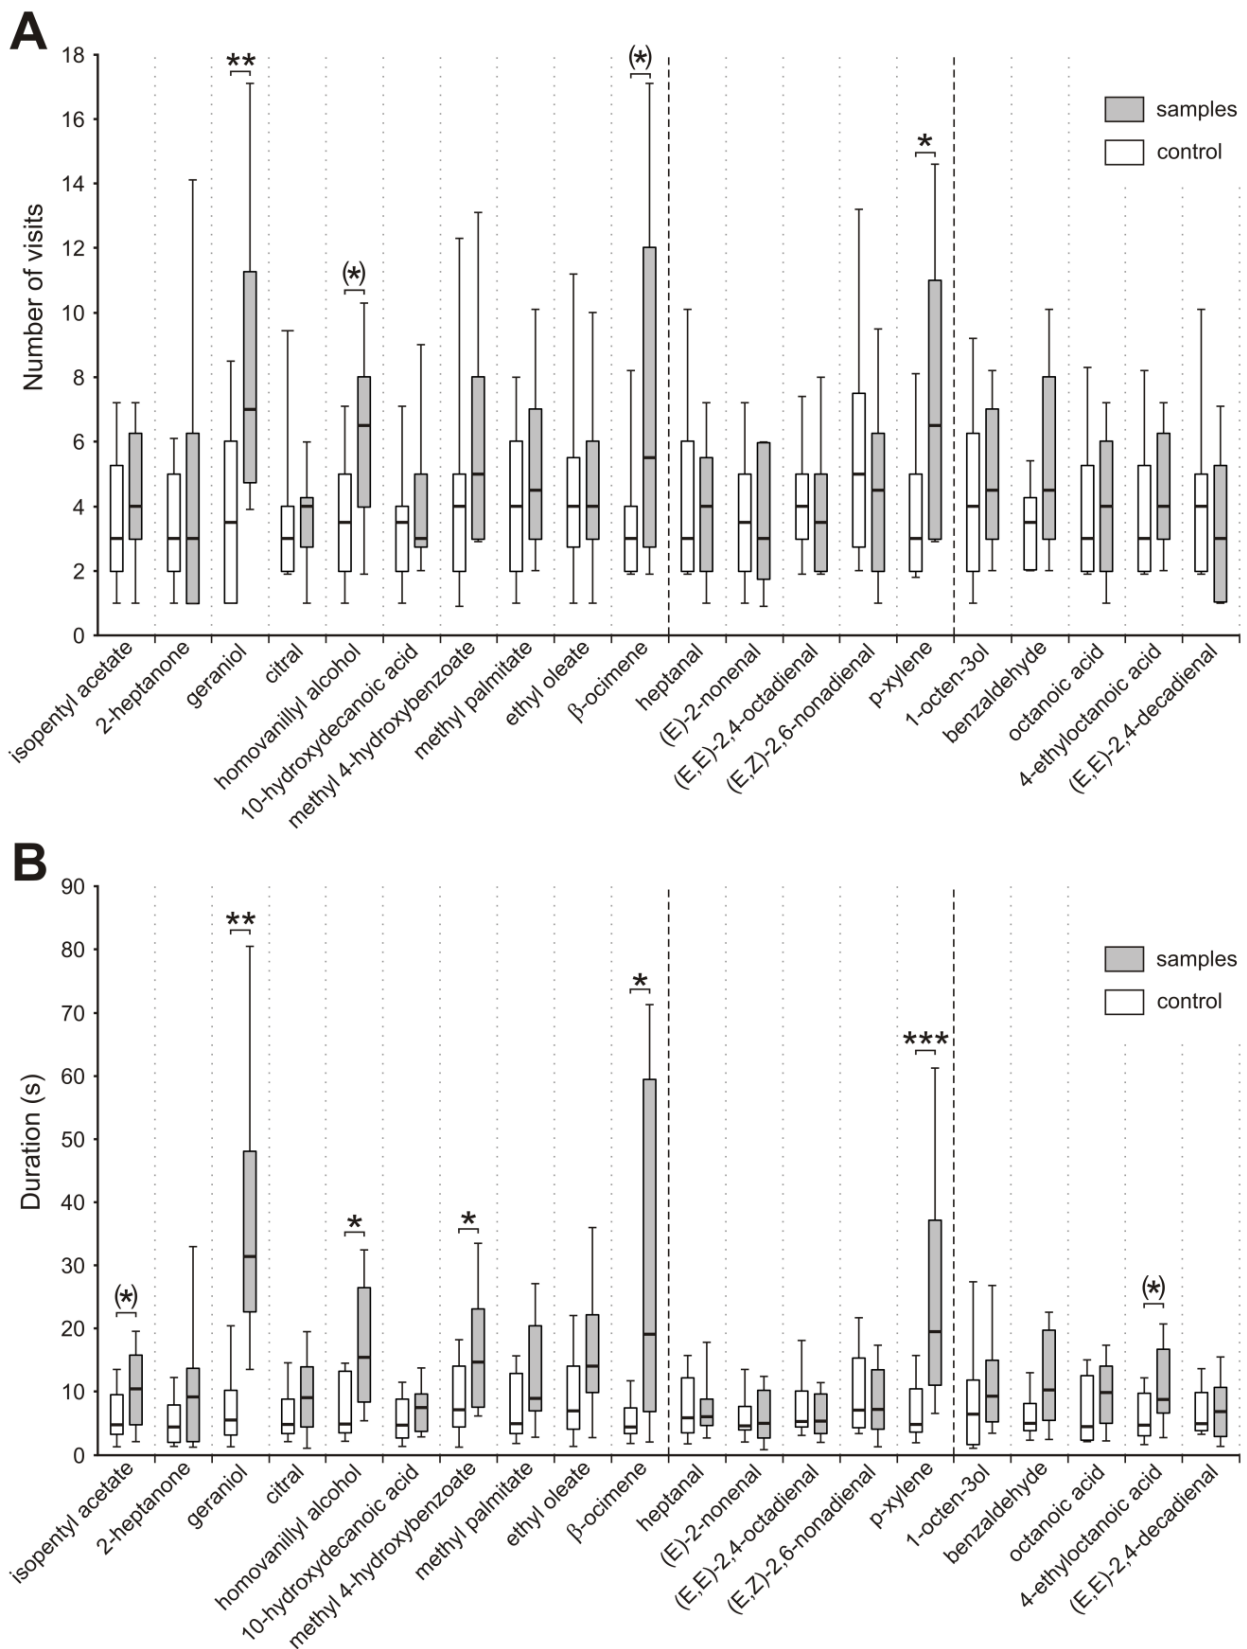 A
18
16
14
12
10
8
6
4
2
0
Number of visits
**
(*)
(*)
*
samples
control
isopentyl acetate
2-heptanone
geraniol
citral
homovanillyl alcohol
10-hydroxydecanoic acid
methyl 4-hydroxybenzoate
methyl palmitate
ethyl oleate
β-ocimene
heptanal
(E)-2-nonenal
(E,E)-2,4-octadienal
(E,Z)-2,6-nonadienal
p-xylene
1-octen-3ol
benzaldehyde
octanoic acid
4-ethyloctanoic acid
(E,E)-2,4-decadienal
B
90
80
70
60
50
40
30
20
10
0
Duration (s)
(*)
**
*
*
*
***
(*)
samples
control
isopentyl acetate
2-heptanone
geraniol
citral
homovanillyl alcohol
10-hydroxydecanoic acid
methyl 4-hydroxybenzoate
methyl palmitate
ethyl oleate
β-ocimene
heptanal
(E)-2-nonenal
(E,E)-2,4-octadienal
(E,Z)-2,6-nonadienal
p-xylene
1-octen-3ol
benzaldehyde
octanoic acid
4-ethyloctanoic acid
(E,E)-2,4-decadienal